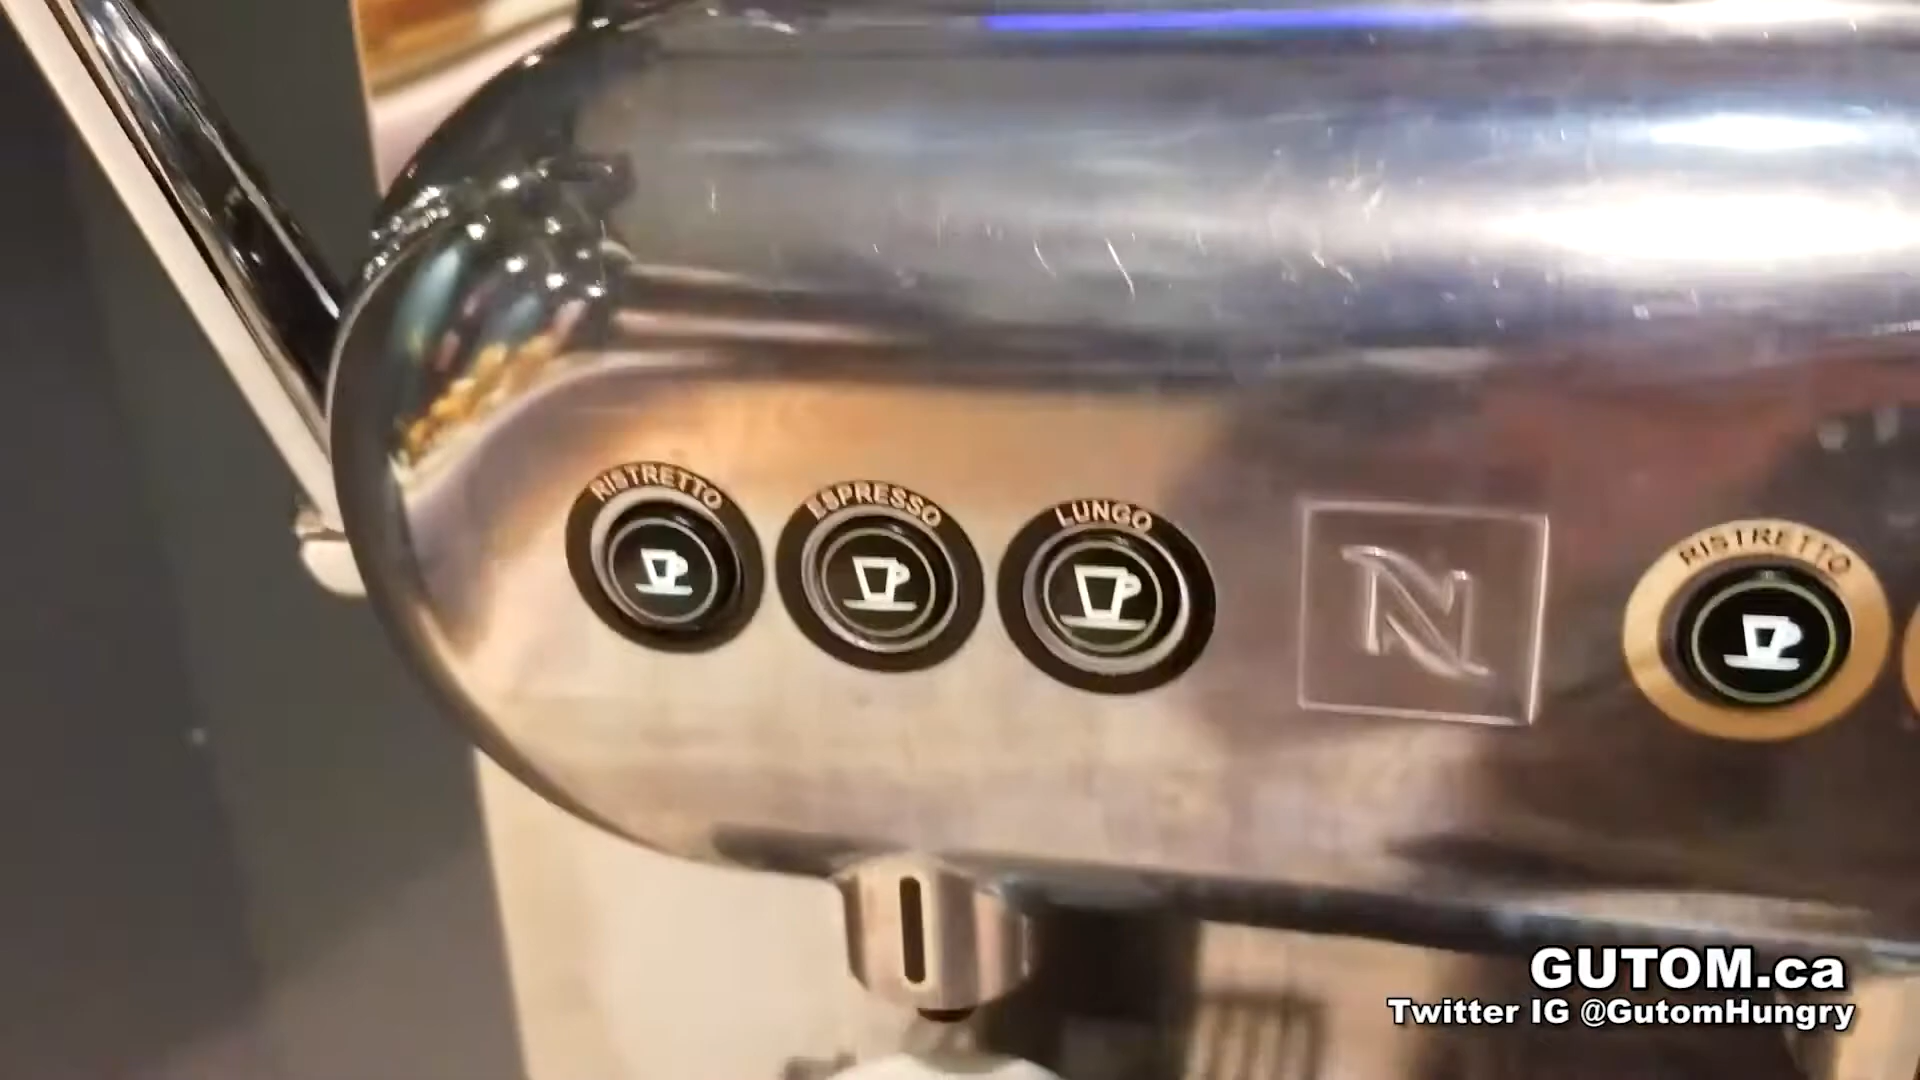 RISTRETTO
ESPRESSO
LUNGO
N
RISTRETTO
GUTOM.ca
Twitter IG @GutomHungry